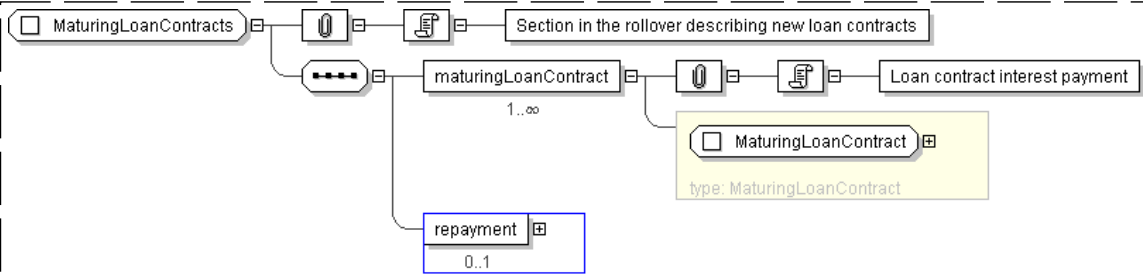 MaturingLoanContracts
Section in the rollover describing new loan contracts
maturingLoanContract
Loan contract interest payment
1..∞
MaturingLoanContract
type: MaturingLoanContract
repayment
0..1